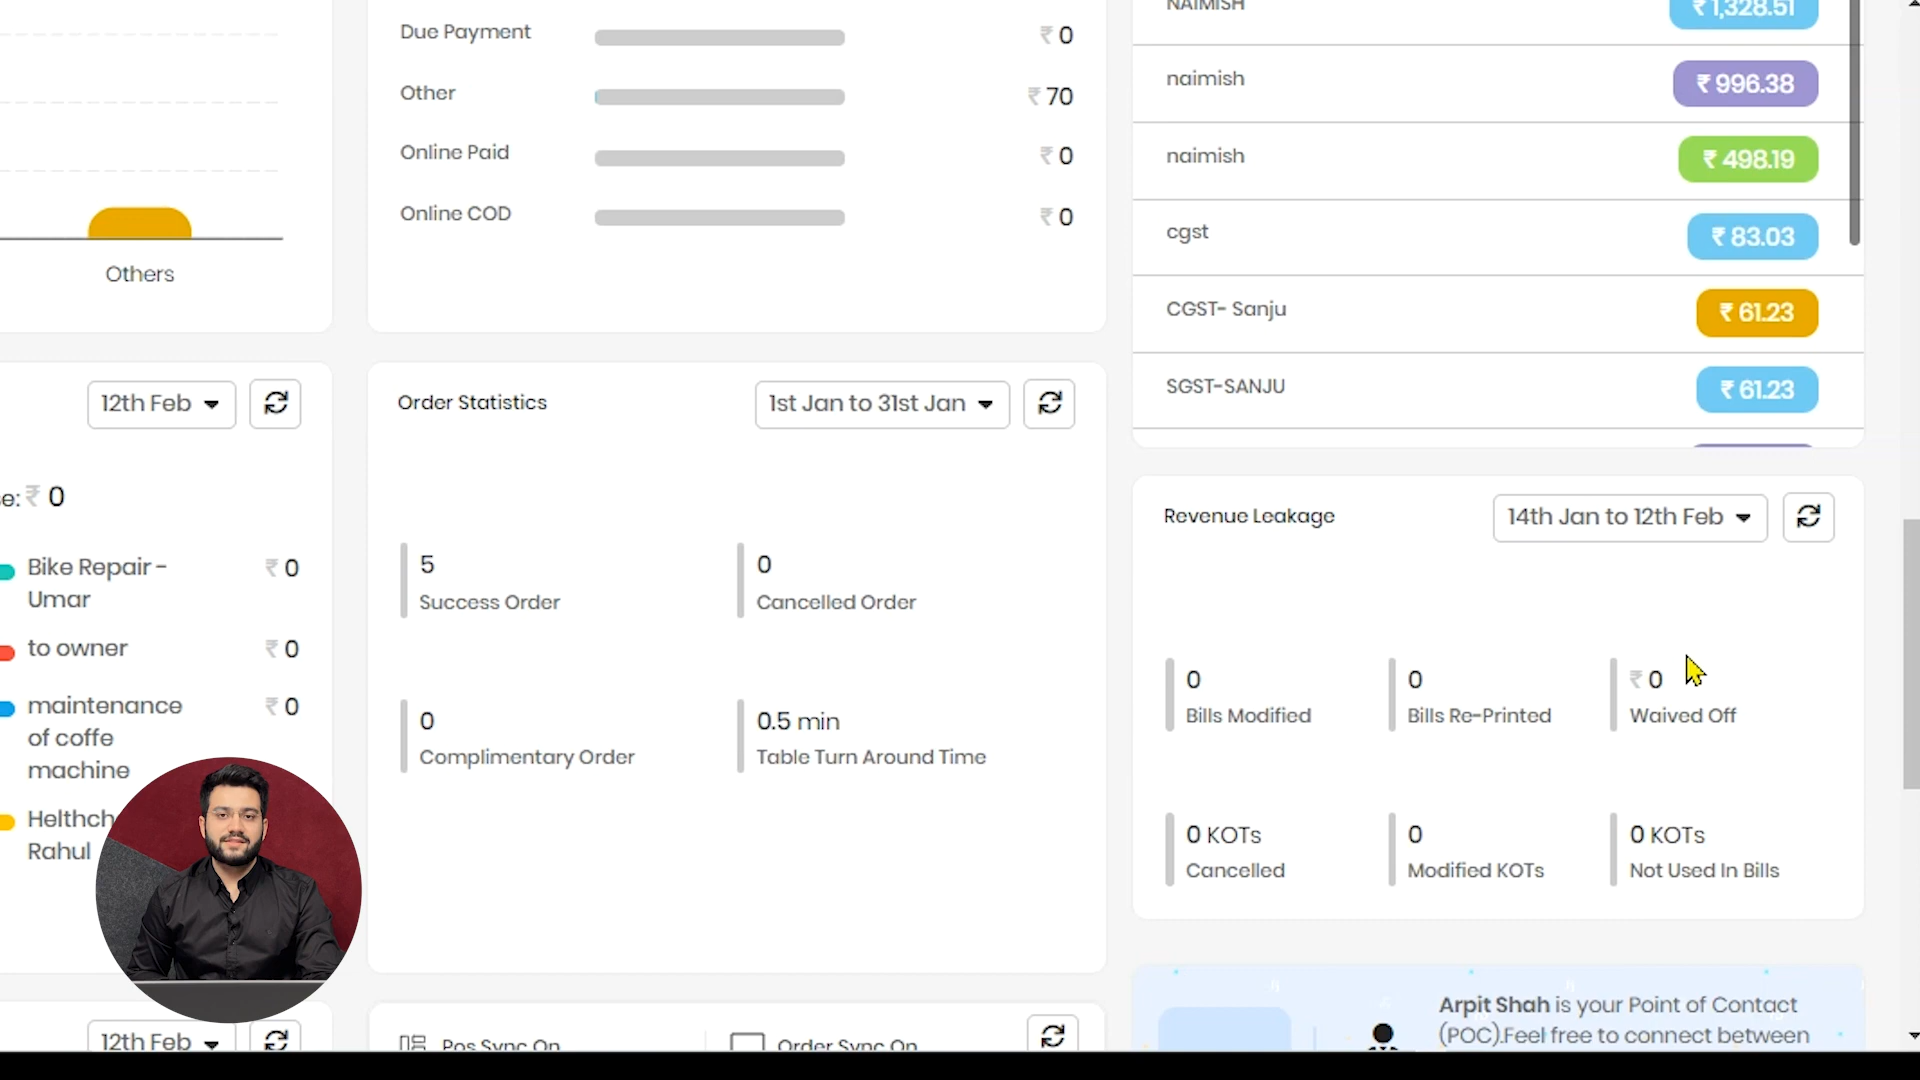 Due Payment
₹ 0
Other
₹ 70
Online Paid
₹ 0
Online COD
₹ 0
Others
NAIMISH
₹ 1,328.51
naimish
₹ 996.38
naimish
₹ 498.19
cgst
₹ 83.03
CGST- Sanju
₹ 61.23
SGST-SANJU
₹ 61.23
12th Feb
₹ 0
Bike Repair -
Umar
₹ 0
to owner
₹ 0
maintenance
of coffe
machine
₹ 0
Rahul
Order Statistics
1st Jan to 31st Jan
5
Success Order
0
Cancelled Order
0
Complimentary Order
0.5 min
Table Turn Around Time
Revenue Leakage
14th Jan to 12th Feb
0
Bills Modified
0
Bills Re-Printed
₹ 0
Waived Off
0 KOTs
Cancelled
0
Modified KOTs
0 KOTs
Not Used In Bills
12th Feb
Pos Sync On
Order Sync On
Arpit Shah is your Point of Contact
(POC).Feel free to connect between